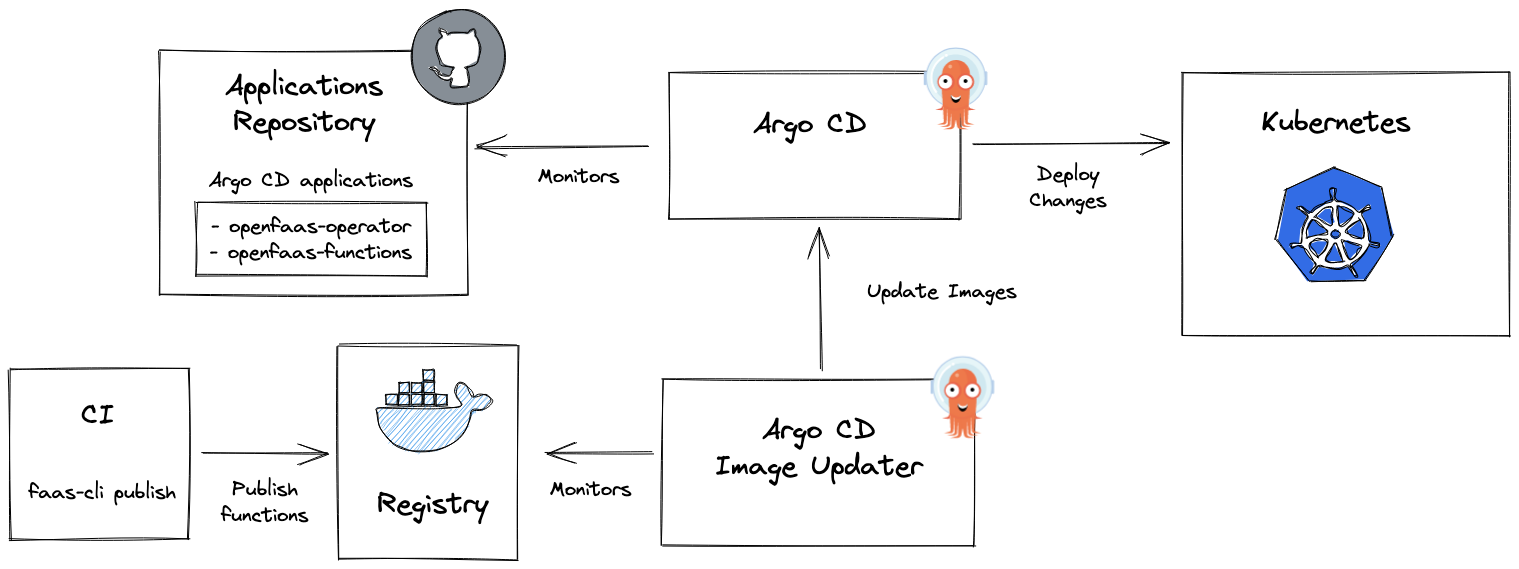 Applications
Repository
Argo CD applications
- openfaas-operator
- openfaas-functions
Monitors
Argo CD
Deploy
Changes
Kubernetes
Update Images
CI
faas-cli publish
Publish
functions
Registry
Monitors
Argo CD
Image Updater